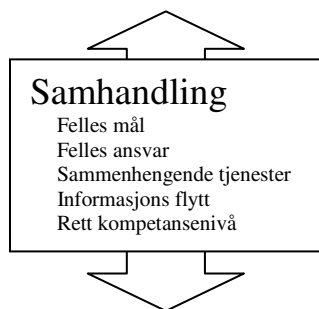 Samhandling
Felles mål
Felles ansvar
Sammenhengende tjenester
Informasjons flytt
Rett kompetansenivå